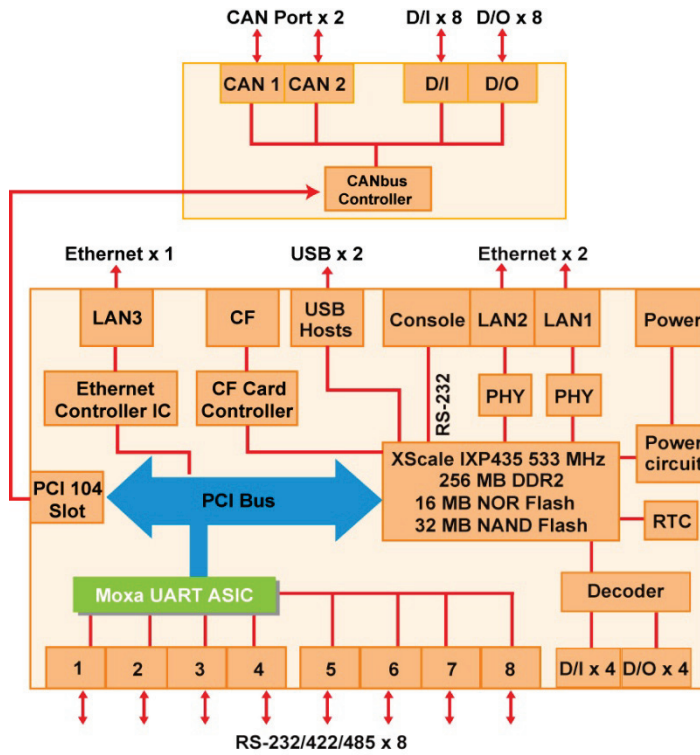 CAN Port x 2
D/I x 8
D/O x 8
CAN 1
CAN 2
D/I
D/O
CANbus
Controller
Ethernet x 1
USB x 2
Ethernet x 2
LAN3
CF
USB
Hosts
Console
LAN2
LAN1
Power
Ethernet
Controller IC
CF Card
Controller
RS-232
PHY
PHY
Power
circuit
XScale IXP435 533 MHz
256 MB DDR2
16 MB NOR Flash
32 MB NAND Flash
PCI 104
Slot
PCI Bus
RTC
Moxa UART ASIC
Decoder
1
2
3
4
5
6
7
8
D/I x 4
D/O x 4
RS-232/422/485 x 8